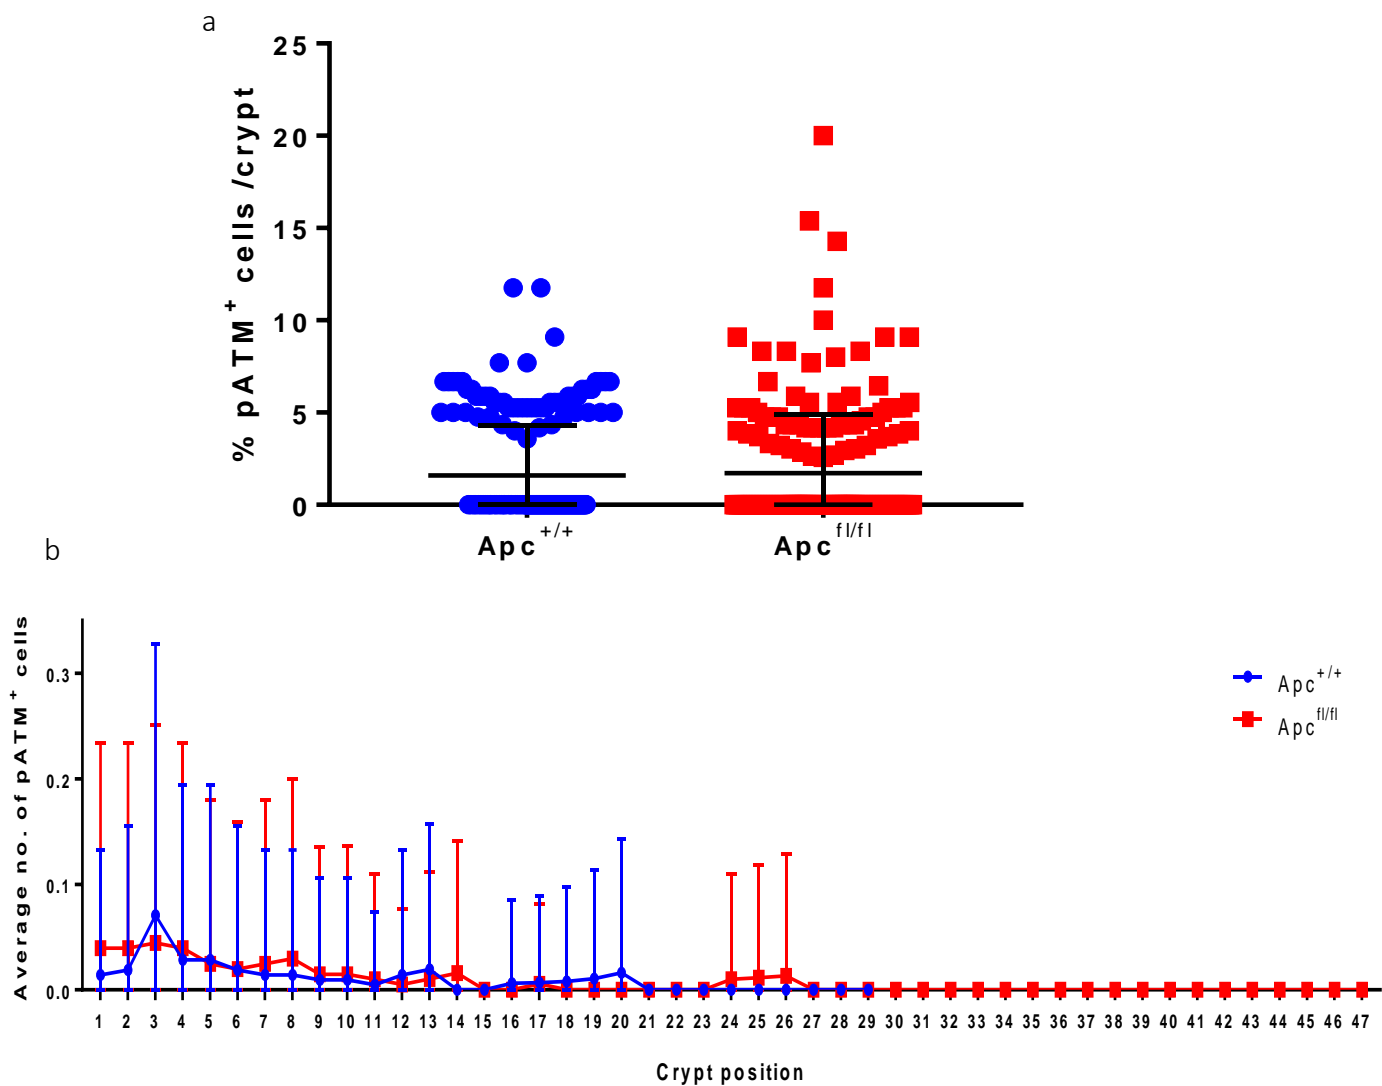 a
25
20
15
10
5
0
% pATM+ cells /crypt
Apc+/+ Apcfl/fl
b
Average no. of pATM+ cells
0.3
0.2
0.1
0.0
Apc+/+
Apcfl/fl
1 2 3 4 5 6 7 8 9 10 11 12 13 14 15 16 17 18 19 20 21 22 23 24 25 26 27 28 29 30 31 32 33 34 35 36 37 38 39 40 41 42 43 44 45 46 47
Crypt position